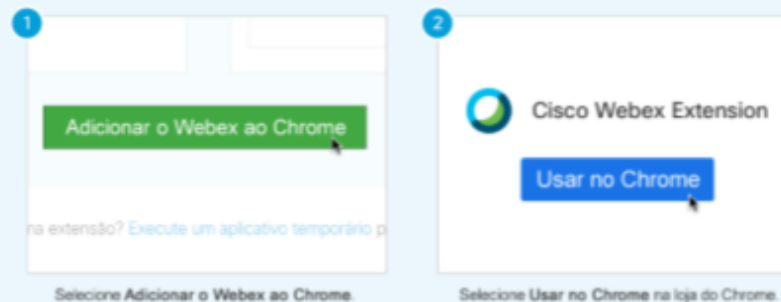 1
Adicionar o Webex ao Chrome
na extensão? Execute um aplicativo temporário p
Selecione Adicionar o Webex ao Chrome.
2
Cisco Webex Extension
Usar no Chrome
Selecione Usar no Chrome na loja do Chrome.